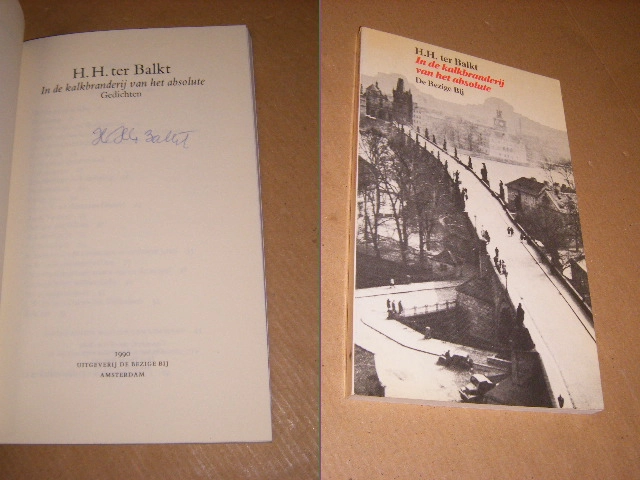 H.H. ter Balkt
In de kalkbranderij van het absolute
Gedichten
HH ter Balkt
1990
UITGEVERIJ DE BEZIGE BIJ
AMSTERDAM
H.H. ter Balkt
In de kalkbranderij
van het absolute
De Bezige Bij